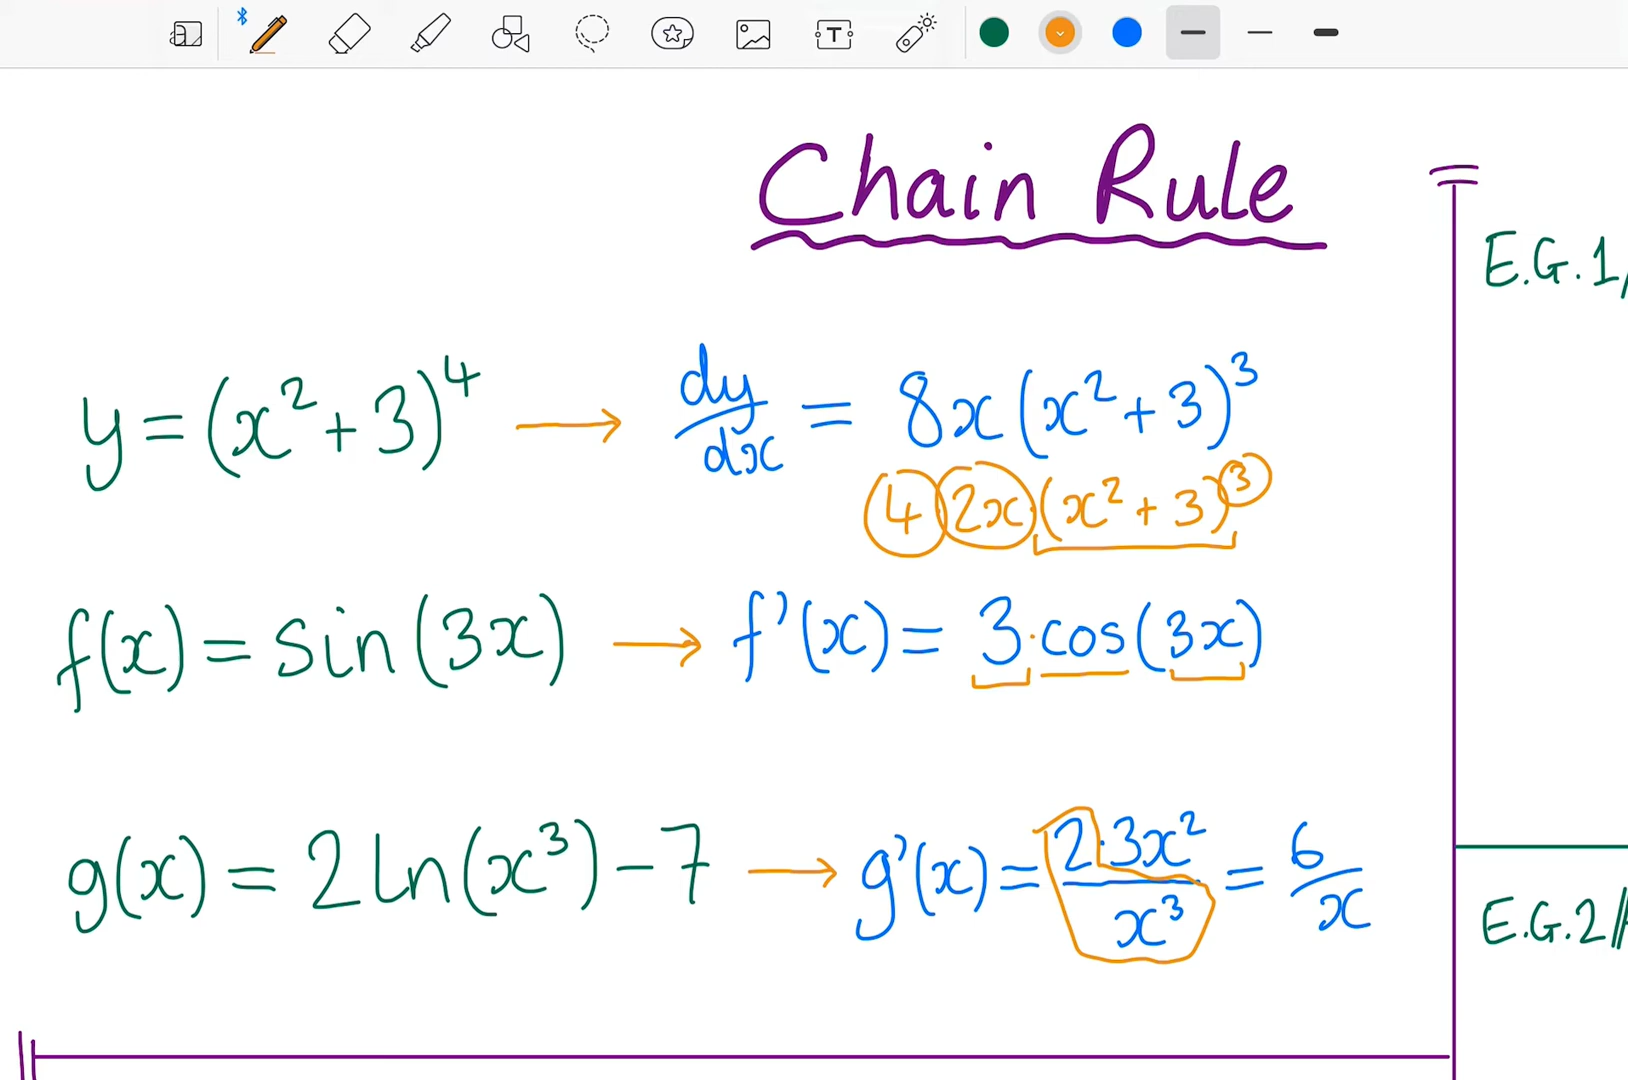 T
Chain Rule
E.G.1/
y = (x² + 3)⁴ → dy/dx = 8x(x² + 3)³
4 2x (x² + 3)³
f(x) = sin(3x) → f'(x) = 3·cos(3x)
g(x) = 2ln(x³) – 7 → g'(x) = 2·3x²/x³ = 6/x
E.G.2//